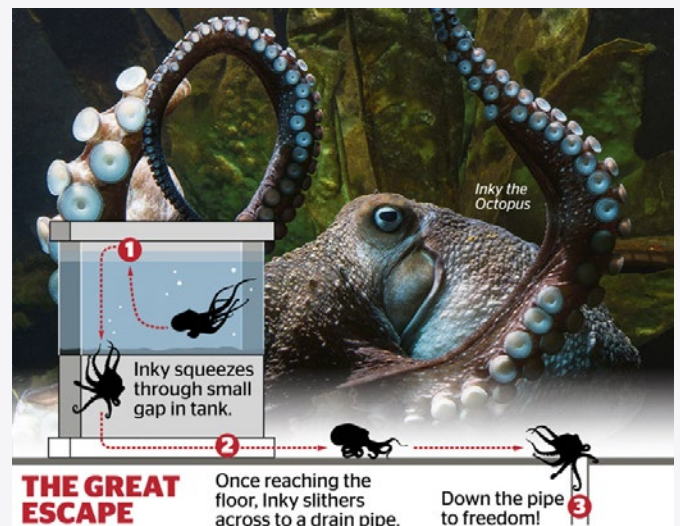 Inky the
Octopus
1
Inky squeezes
through small
gap in tank.
2
THE GREAT
ESCAPE
Once reaching the
floor, Inky slithers
across to a drain pipe.
Down the pipe
to freedom!
3